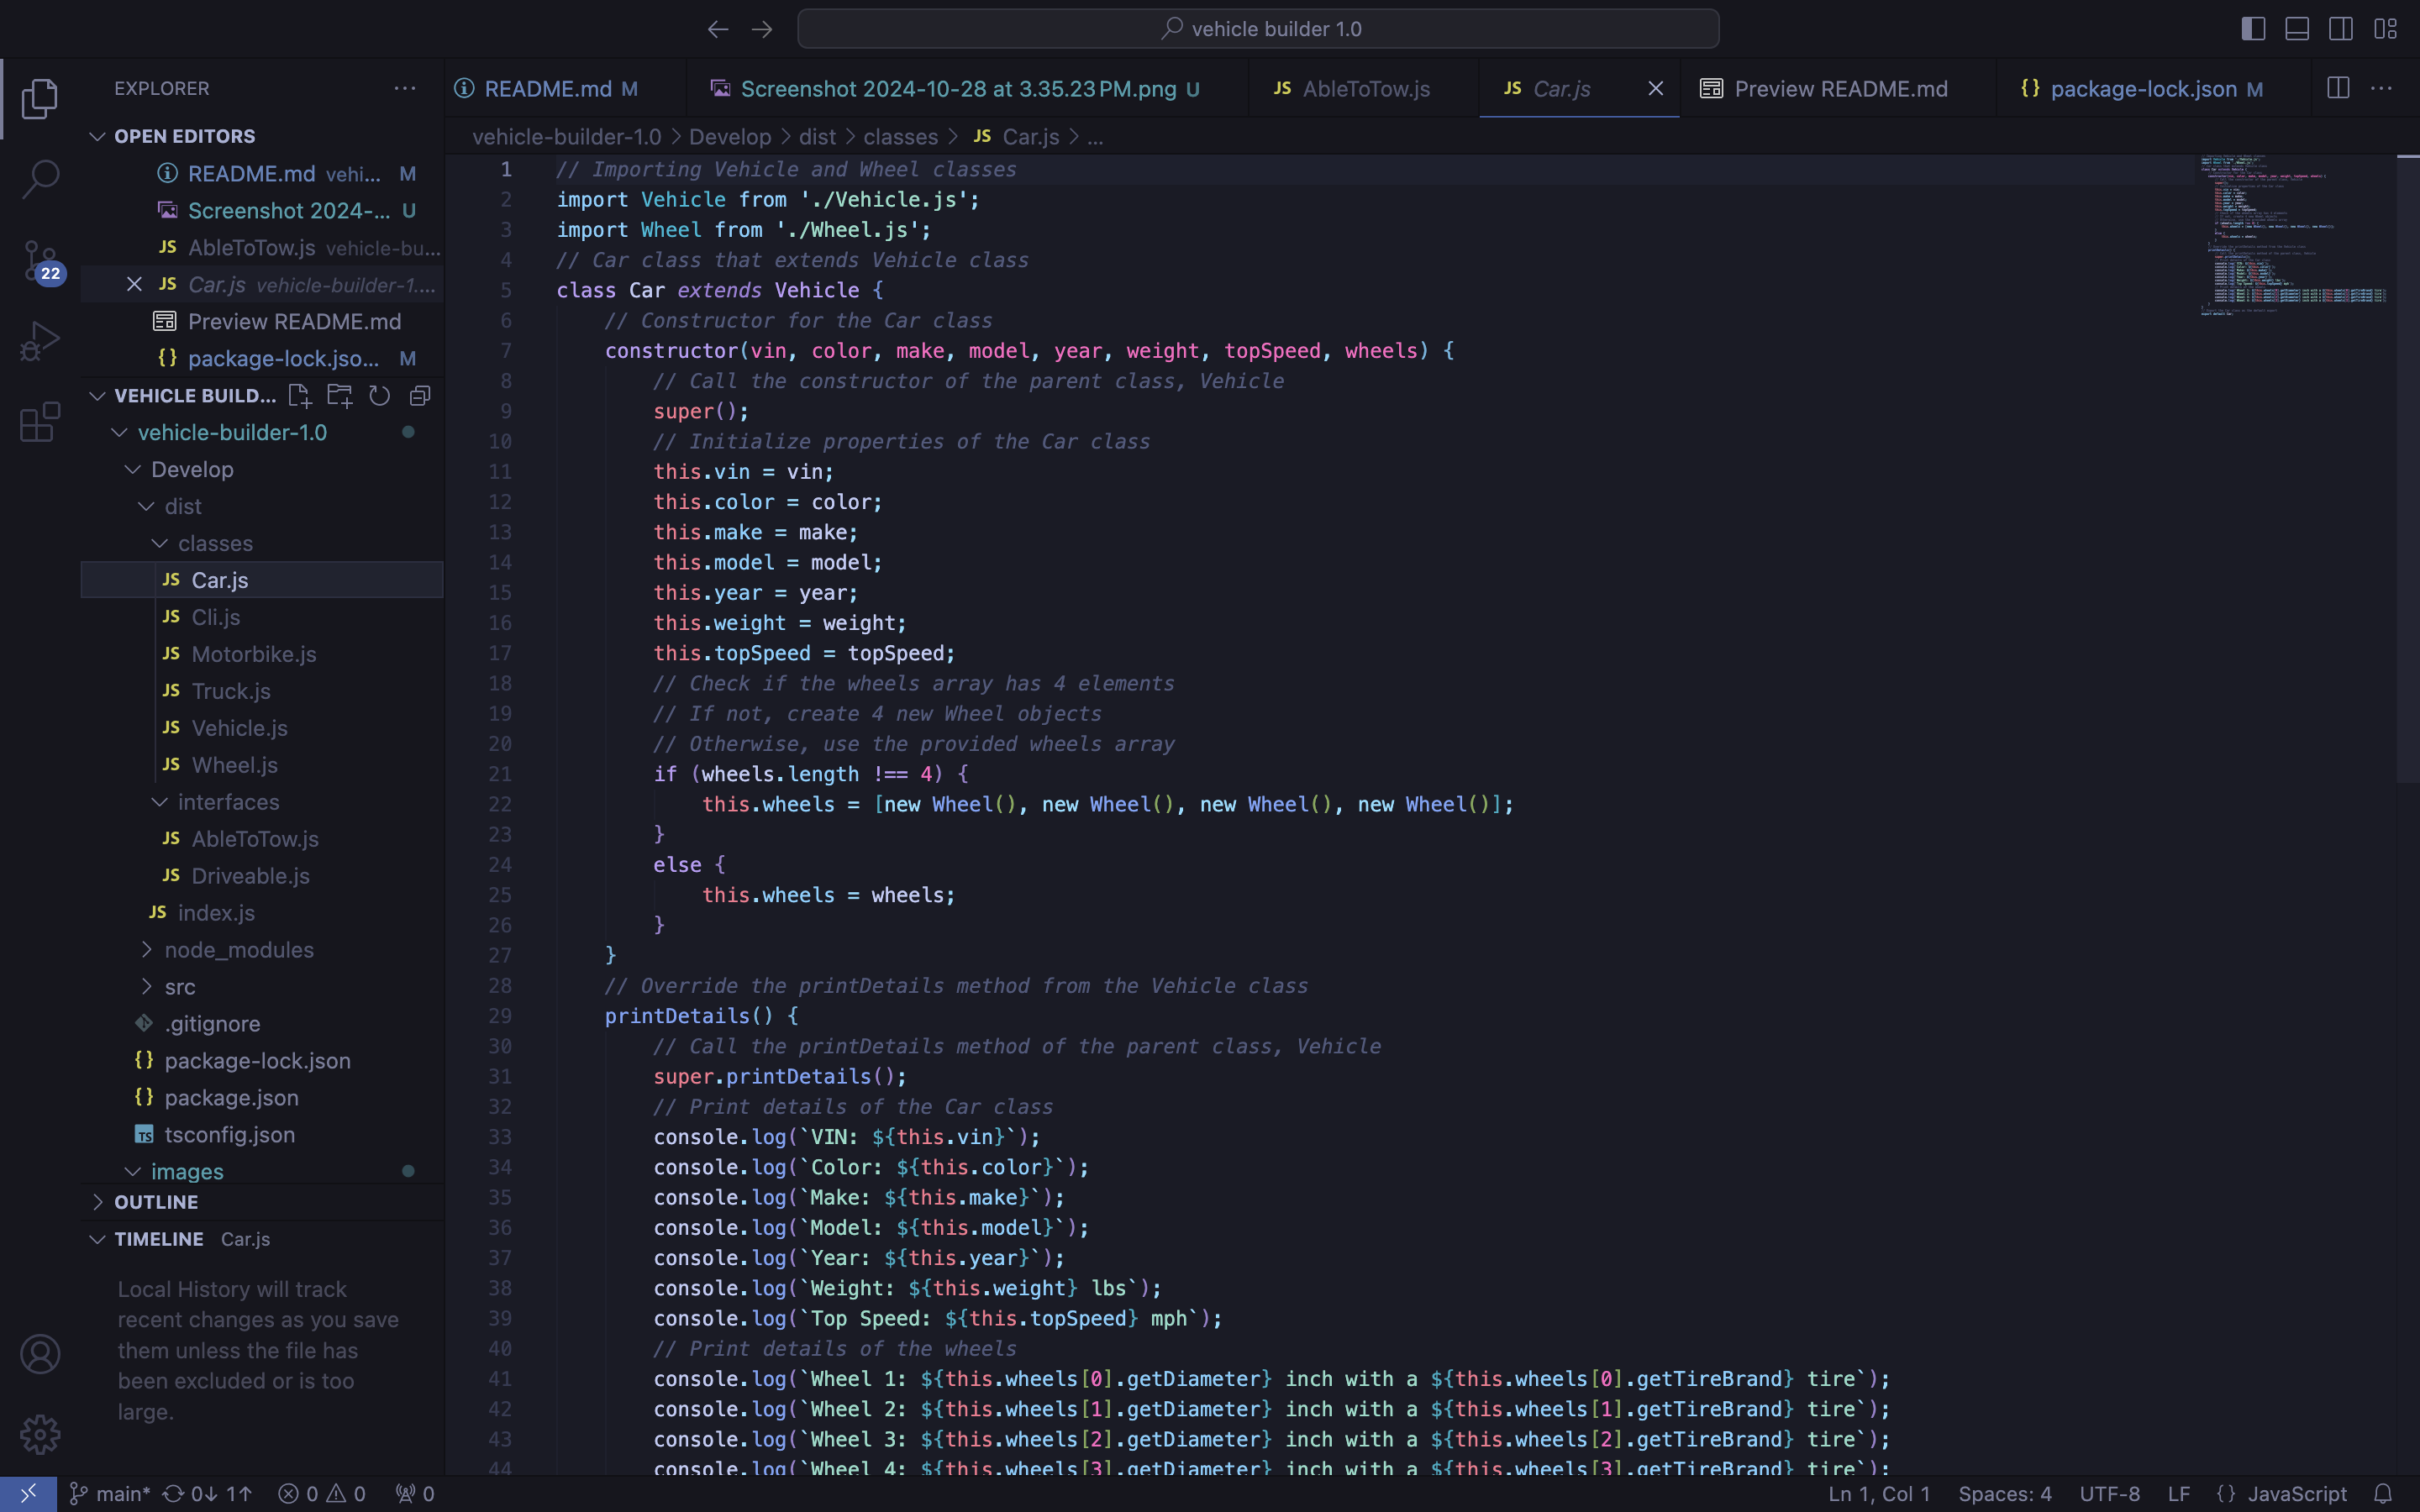 vehicle builder 1.0
EXPLORER
README.md M
Screenshot 2024-10-28 at 3.35.23 PM.png U
JS AbleToTow.js
JS Car.js
Preview README.md
{} package-lock.json M
OPEN EDITORS
README.md vehi... M
Screenshot 2024-... U
JS AbleToTow.js vehicle-bu...
JS Car.js vehicle-builder-1....
Preview README.md
{} package-lock.jso... M
VEHICLE BUILD...
vehicle-builder-1.0
Develop
dist
classes
JS Car.js
JS Cli.js
JS Motorbike.js
JS Truck.js
JS Vehicle.js
JS Wheel.js
interfaces
JS AbleToTow.js
JS Driveable.js
JS index.js
node_modules
src
.gitignore
{} package-lock.json
{} package.json
TS tsconfig.json
images
OUTLINE
TIMELINE Car.js
Local History will track
recent changes as you save
them unless the file has
been excluded or is too
large.
22
vehicle-builder-1.0 > Develop > dist > classes > JS Car.js > ...
1 // Importing Vehicle and Wheel classes
2 import Vehicle from './Vehicle.js';
3 import Wheel from './Wheel.js';
4 // Car class that extends Vehicle class
5 class Car extends Vehicle {
6 // Constructor for the Car class
7 constructor(vin, color, make, model, year, weight, topSpeed, wheels) {
8 // Call the constructor of the parent class, Vehicle
9 super();
10 // Initialize properties of the Car class
11 this.vin = vin;
12 this.color = color;
13 this.make = make;
14 this.model = model;
15 this.year = year;
16 this.weight = weight;
17 this.topSpeed = topSpeed;
18 // Check if the wheels array has 4 elements
19 // If not, create 4 new Wheel objects
20 // Otherwise, use the provided wheels array
21 if (wheels.length !== 4) {
22 this.wheels = [new Wheel(), new Wheel(), new Wheel(), new Wheel()];
23 }
24 else {
25 this.wheels = wheels;
26 }
27 }
28 // Override the printDetails method from the Vehicle class
29 printDetails() {
30 // Call the printDetails method of the parent class, Vehicle
31 super.printDetails();
32 // Print details of the Car class
33 console.log(`VIN: ${this.vin}`);
34 console.log(`Color: ${this.color}`);
35 console.log(`Make: ${this.make}`);
36 console.log(`Model: ${this.model}`);
37 console.log(`Year: ${this.year}`);
38 console.log(`Weight: ${this.weight} lbs`);
39 console.log(`Top Speed: ${this.topSpeed} mph`);
40 // Print details of the wheels
41 console.log(`Wheel 1: ${this.wheels[0].getDiameter} inch with a ${this.wheels[0].getTireBrand} tire`);
42 console.log(`Wheel 2: ${this.wheels[1].getDiameter} inch with a ${this.wheels[1].getTireBrand} tire`);
43 console.log(`Wheel 3: ${this.wheels[2].getDiameter} inch with a ${this.wheels[2].getTireBrand} tire`);
44 console.log(`Wheel 4: ${this.wheels[3].getDiameter} inch with a ${this.wheels[3].getTireBrand} tire`);
main* 0↓ 1↑ 0 0 0
Ln 1, Col 1 Spaces: 4 UTF-8 LF {} JavaScript